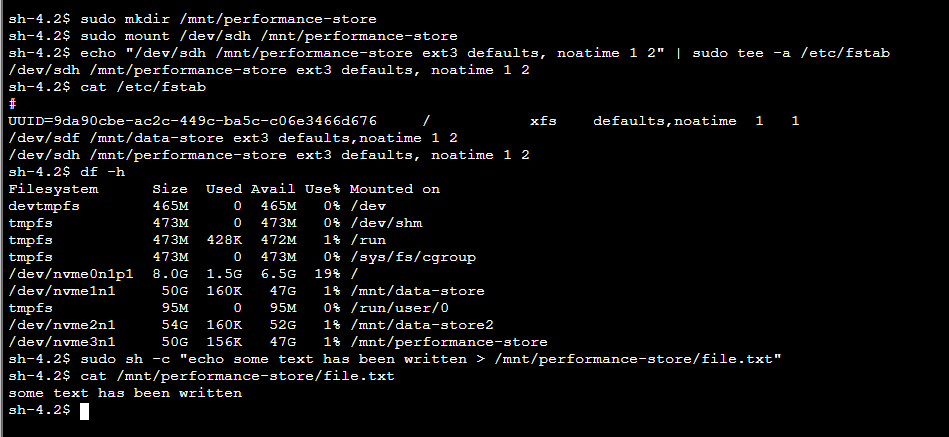 sh-4.2$ sudo mkdir /mnt/performance-store
sh-4.2$ sudo mount /dev/sdh /mnt/performance-store
sh-4.2$ echo "/dev/sdh /mnt/performance-store ext3 defaults, noatime 1 2" | sudo tee -a /etc/fstab
/dev/sdh /mnt/performance-store ext3 defaults, noatime 1 2
sh-4.2$ cat /etc/fstab
#
UUID=9da90cbe-ac2c-449c-ba5c-c06e3466d676     /           xfs    defaults,noatime  1   1
/dev/sdf /mnt/data-store ext3 defaults,noatime 1 2
/dev/sdh /mnt/performance-store ext3 defaults, noatime 1 2
sh-4.2$ df -h
Filesystem      Size  Used Avail Use% Mounted on
devtmpfs        465M     0  465M   0% /dev
tmpfs           473M     0  473M   0% /dev/shm
tmpfs           473M  428K  472M   1% /run
tmpfs           473M     0  473M   0% /sys/fs/cgroup
/dev/nvme0n1p1  8.0G  1.5G  6.5G  19% /
/dev/nvme1n1     50G  160K   47G   1% /mnt/data-store
tmpfs            95M     0   95M   0% /run/user/0
/dev/nvme2n1     54G  160K   52G   1% /mnt/data-store2
/dev/nvme3n1     50G  156K   47G   1% /mnt/performance-store
sh-4.2$ sudo sh -c "echo some text has been written > /mnt/performance-store/file.txt"
sh-4.2$ cat /mnt/performance-store/file.txt
some text has been written
sh-4.2$